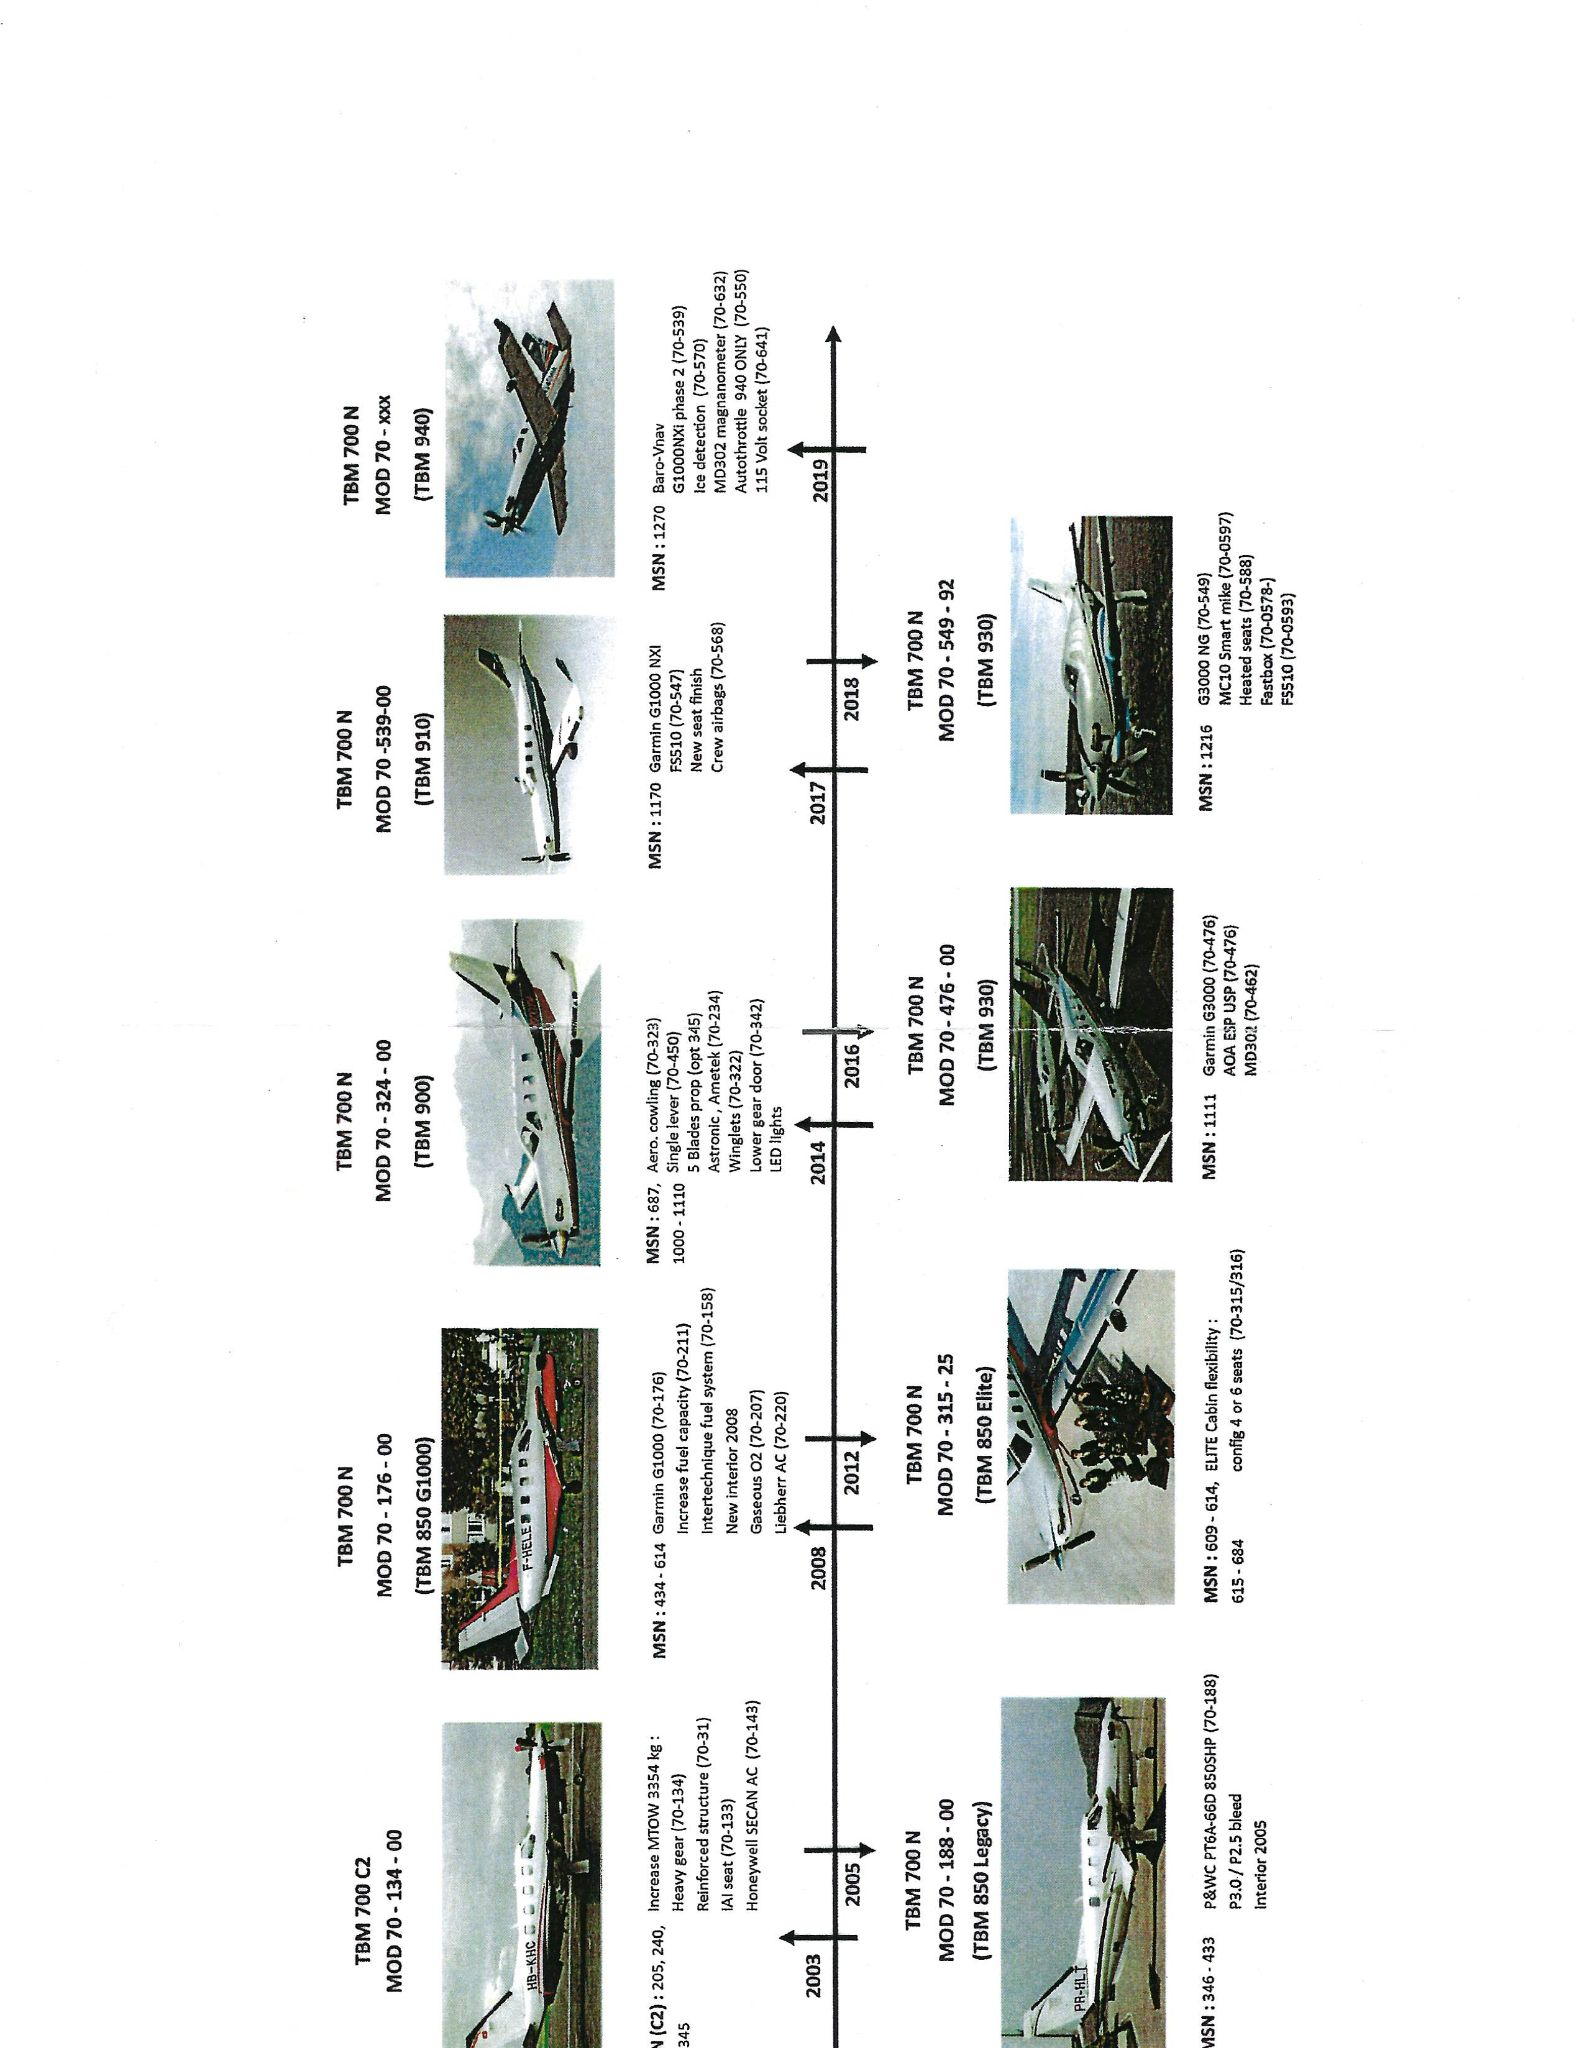 TBM 700 C2
MOD 70 - 134 - 00
HB-KHC
N (C2) : 205, 240,
345
Increase MTOW 3354 kg :
Heavy gear (70-134)
Reinforced structure (70-31)
IAI seat (70-133)
Honeywell SECAN AC (70-143)
2003
TBM 700 N
MOD 70 - 176 - 00
(TBM 850 G1000)
F-HELE
MSN : 434 - 614 Garmin G1000 (70-176)
Increase fuel capacity (70-211)
Intertechnique fuel system (70-158)
New interior 2008
Gaseous O2 (70-207)
Liebherr AC (70-220)
2008
TBM 700 N
MOD 70 - 324 - 00
(TBM 900)
MSN : 687, Aero. cowling (70-323)
1000 - 1110 Single lever (70-450)
5 Blades prop (opt 345)
Astronic , Ametek (70-234)
Winglets (70-322)
Lower gear door (70-342)
LED lights
2014
TBM 700 N
MOD 70 -539-00
(TBM 910)
MSN : 1170 Garmin G1000 NXI
FS510 (70-547)
New seat finish
Crew airbags (70-568)
2017
TBM 700 N
MOD 70 - xxx
(TBM 940)
MSN : 1270 Baro-Vnav
G1000NXi phase 2 (70-539)
Ice detection (70-570)
MD302 magnanometer (70-632)
Autothrottle 940 ONLY (70-550)
115 Volt socket (70-641)
2019
2005
TBM 700 N
MOD 70 - 188 - 00
(TBM 850 Legacy)
PR-HLT
MSN : 346 - 433 P&WC PT6A-66D 850SHP (70-188)
P3.0 / P2.5 bleed
Interior 2005
2012
TBM 700 N
MOD 70 - 315 - 25
(TBM 850 Elite)
MSN : 609 - 614, ELITE Cabin flexibility :
615 - 684 config 4 or 6 seats (70-315/316)
2016
TBM 700 N
MOD 70 - 476 - 00
(TBM 930)
MSN : 1111 Garmin G3000 (70-476)
AOA ESP USP (70-476)
MD302 (70-462)
2018
TBM 700 N
MOD 70 - 549 - 92
(TBM 930)
MSN : 1216 G3000 NG (70-549)
MC10 Smart mike (70-0597)
Heated seats (70-588)
Fastbox (70-0578-)
FS510 (70-0593)